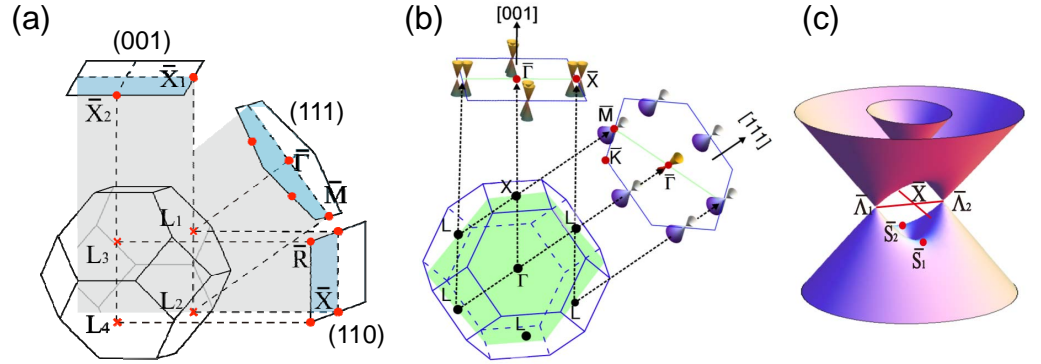 (a)
(001)
X̄₁
X̄₂
(111)
Γ̄
M̄
L₁
L₃
R̄
L₂
X̄
L₄
(110)
(b)
[001]
Γ̄
X̄
M̄
[111]
K̄
Γ̄
X
L
L
Γ
L
L
L
(c)
X̄
Λ̄₁
Λ̄₂
S̄₂
S̄₁